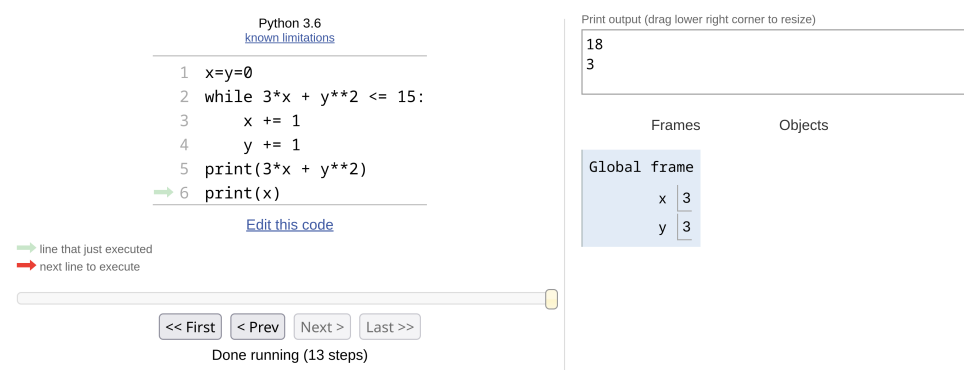 Python 3.6
known limitations
1 x=y=0
2 while 3*x + y**2 <= 15:
3     x += 1
4     y += 1
5 print(3*x + y**2)
6 print(x)
Edit this code
line that just executed
next line to execute
<< First < Prev Next > Last >>
Done running (13 steps)
Print output (drag lower right corner to resize)
18
3
Frames Objects
Global frame
x 3
y 3